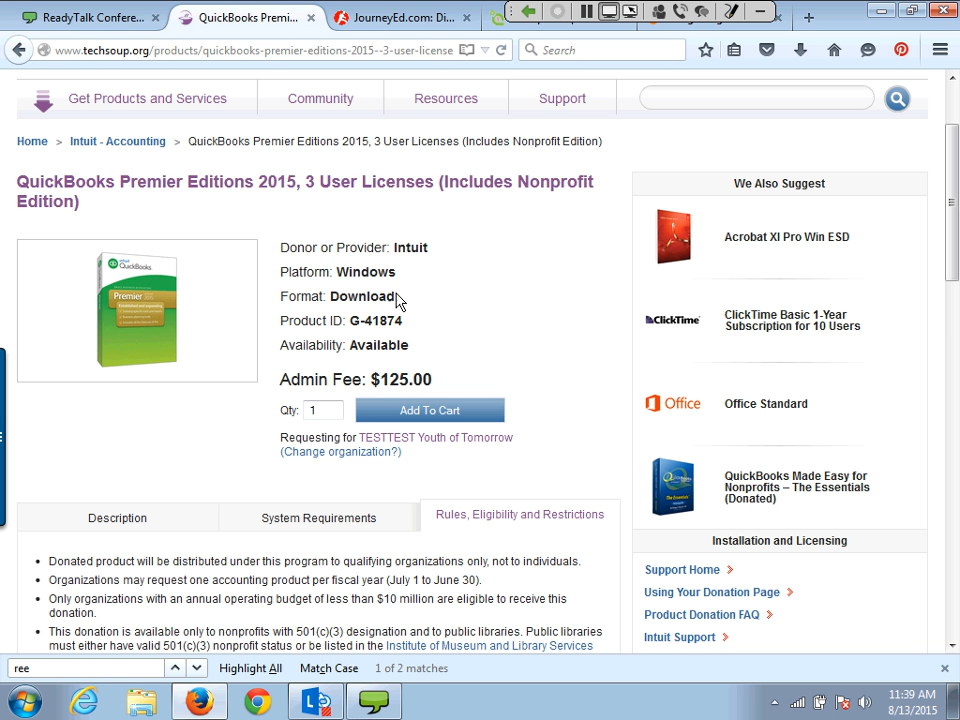 ReadyTalk Confere...
QuickBooks Premi...
JourneyEd.com: Di...
www.techsoup.org/products/quickbooks-premier-editions-2015--3-user-license
Search
Get Products and Services
Community
Resources
Support
Home > Intuit - Accounting > QuickBooks Premier Editions 2015, 3 User Licenses (Includes Nonprofit Edition)
QuickBooks Premier Editions 2015, 3 User Licenses (Includes Nonprofit
Edition)
QuickBooks
Premier
Donor or Provider: Intuit
Platform: Windows
Format: Download
Product ID: G-41874
Availability: Available
Admin Fee: $125.00
Qty: 1
Add To Cart
Requesting for TESTTEST Youth of Tomorrow
(Change organization?)
We Also Suggest
Acrobat XI Pro Win ESD
ClickTime
ClickTime Basic 1-Year
Subscription for 10 Users
Office
Office Standard
QuickBooks Made Easy for
Nonprofits – The Essentials
(Donated)
Installation and Licensing
Support Home
Using Your Donation Page
Product Donation FAQ
Intuit Support
Description
System Requirements
Rules, Eligibility and Restrictions
• Donated product will be distributed under this program to qualifying organizations only, not to individuals.
• Organizations may request one accounting product per fiscal year (July 1 to June 30).
• Only organizations with an annual operating budget of less than $10 million are eligible to receive this
donation.
• This donation is available only to nonprofits with 501(c)(3) designation and to public libraries. Public libraries
must either have valid 501(c)(3) nonprofit status or be listed in the Institute of Museum and Library Services
ree
Highlight All
Match Case
1 of 2 matches
11:39 AM
8/13/2015